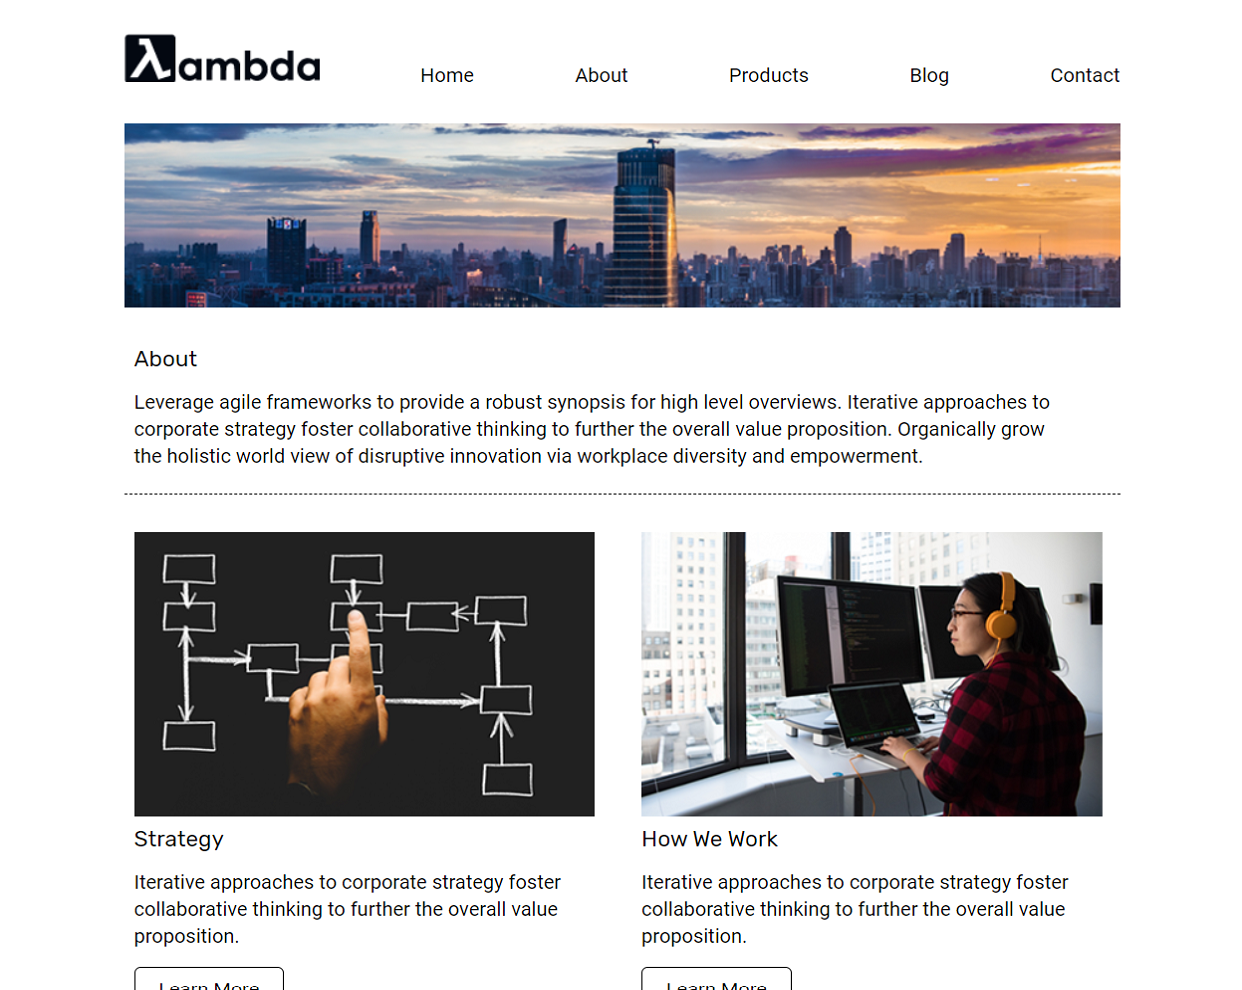 λambda
Home About Products Blog Contact
About
Leverage agile frameworks to provide a robust synopsis for high level overviews. Iterative approaches to
corporate strategy foster collaborative thinking to further the overall value proposition. Organically grow
the holistic world view of disruptive innovation via workplace diversity and empowerment.
Strategy
Iterative approaches to corporate strategy foster
collaborative thinking to further the overall value
proposition.
Learn More
How We Work
Iterative approaches to corporate strategy foster
collaborative thinking to further the overall value
proposition.
Learn More